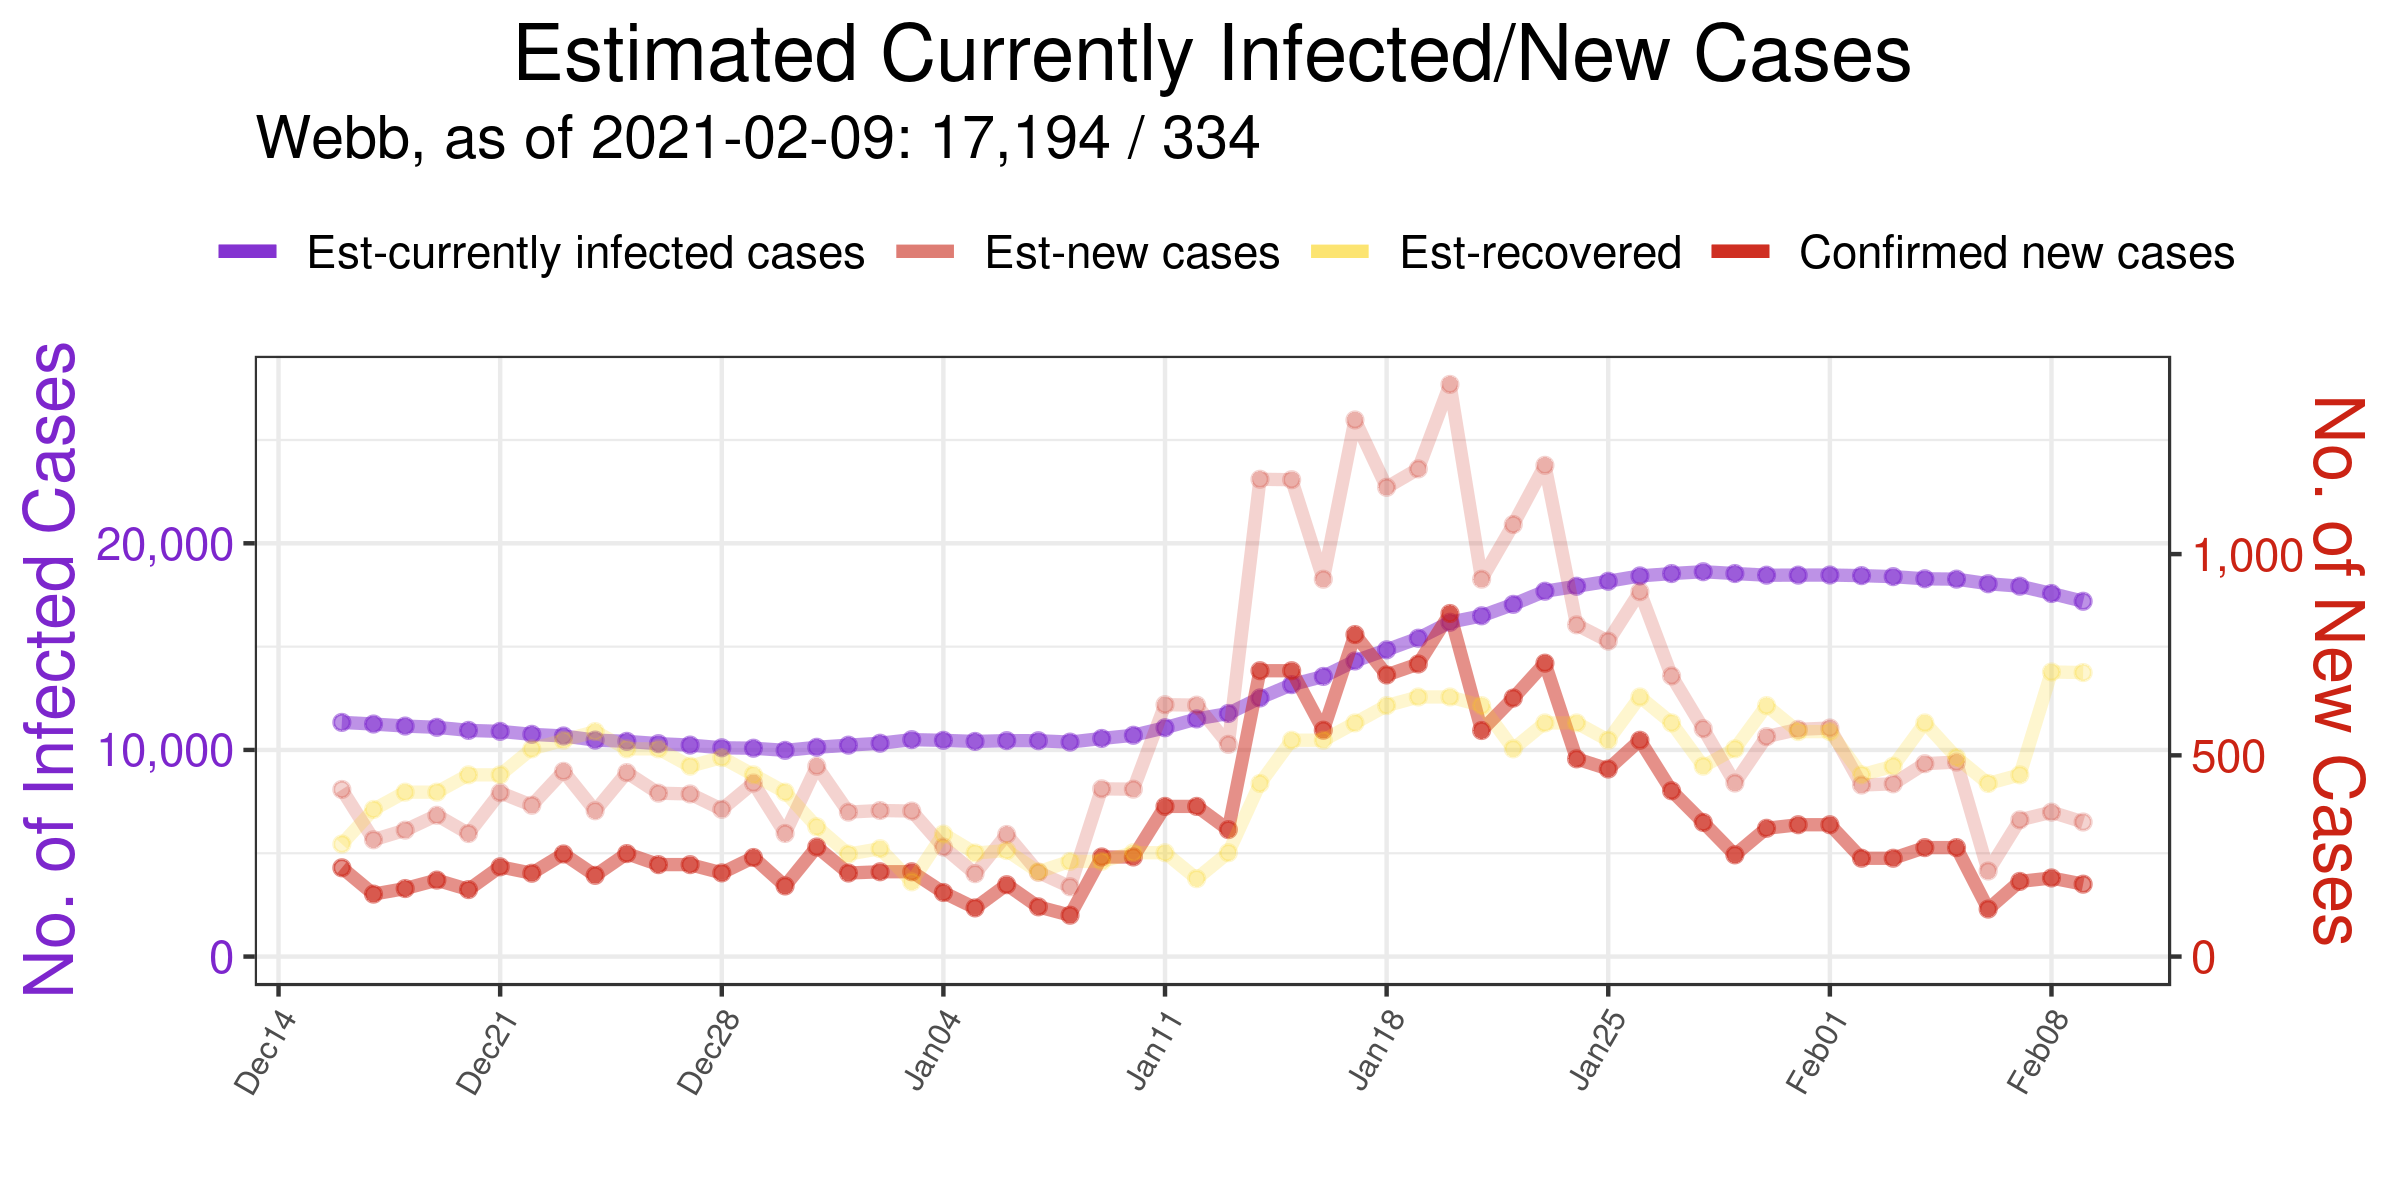 Estimated Currently Infected/New Cases
Webb, as of 2021-02-09: 17,194 / 334
Est-currently infected cases Est-new cases Est-recovered Confirmed new cases
No. of Infected Cases
20,000
10,000
0
No. of New Cases
1,000
500
0
Dec14 Dec21 Dec28 Jan04 Jan11 Jan18 Jan25 Feb01 Feb08